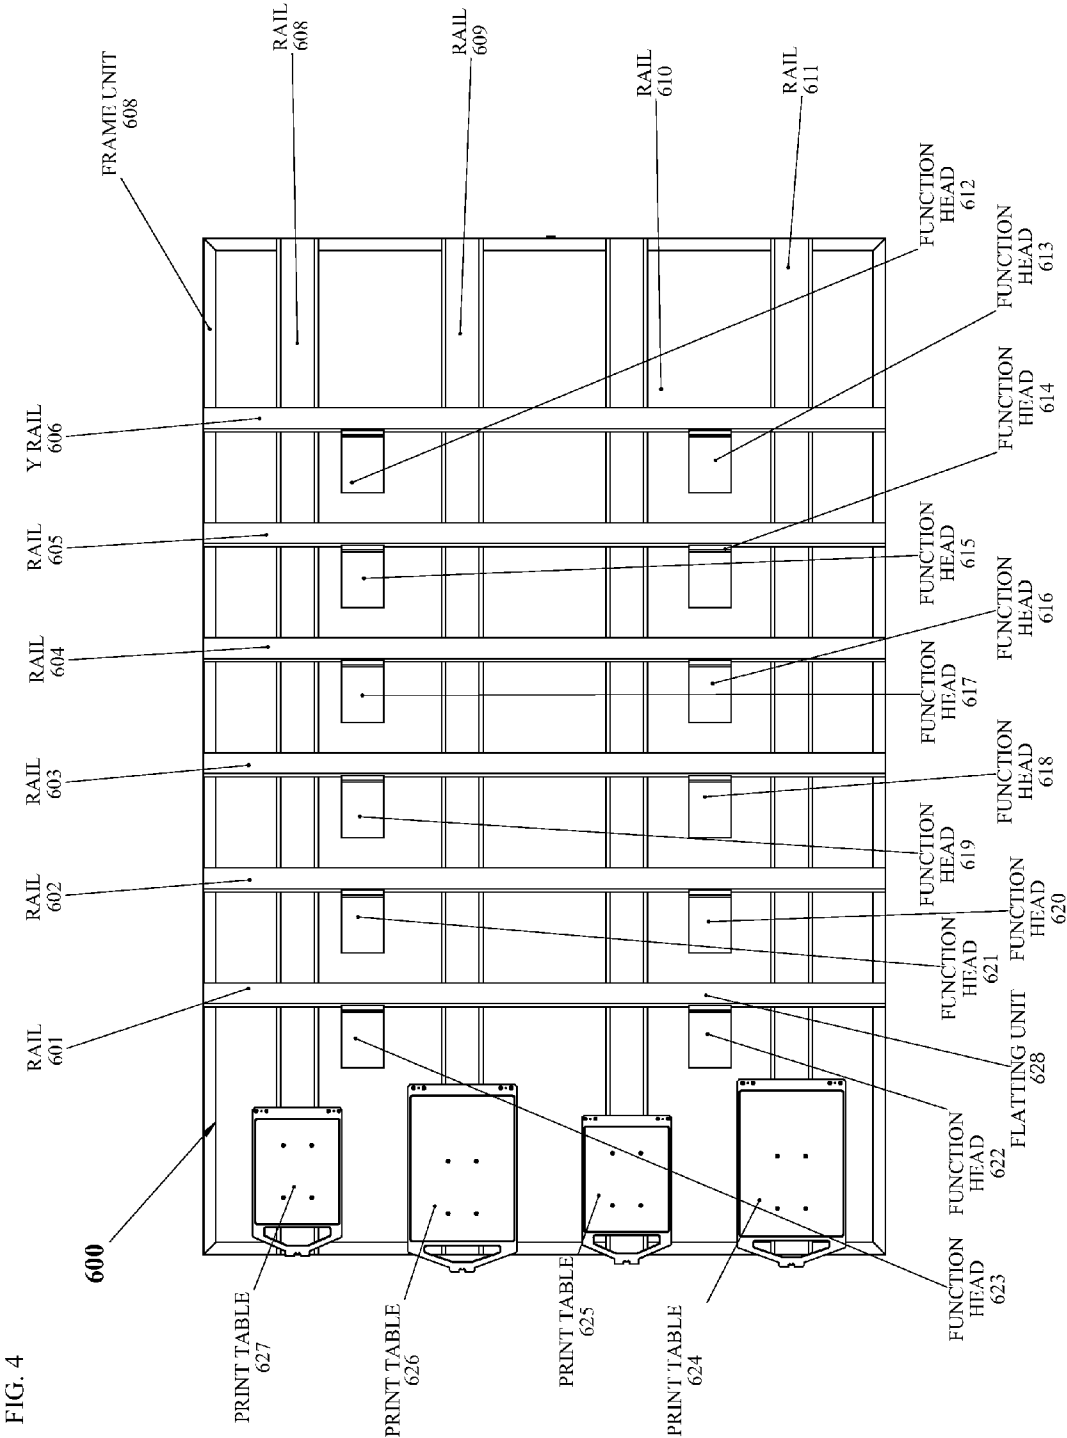 FIG. 4
600
FRAME UNIT
608
RAIL
608
RAIL
609
RAIL
610
RAIL
611
Y RAIL
606
RAIL
605
RAIL
604
RAIL
603
RAIL
602
RAIL
601
FUNCTION
HEAD
612
FUNCTION
HEAD
613
FUNCTION
HEAD
614
FUNCTION
HEAD
615
FUNCTION
HEAD
616
FUNCTION
HEAD
617
FUNCTION
HEAD
618
FUNCTION
HEAD
619
FUNCTION
HEAD
620
FUNCTION
HEAD
621
FLATTING UNIT
628
FUNCTION
HEAD
622
FUNCTION
HEAD
623
PRINT TABLE
627
PRINT TABLE
626
PRINT TABLE
625
PRINT TABLE
624